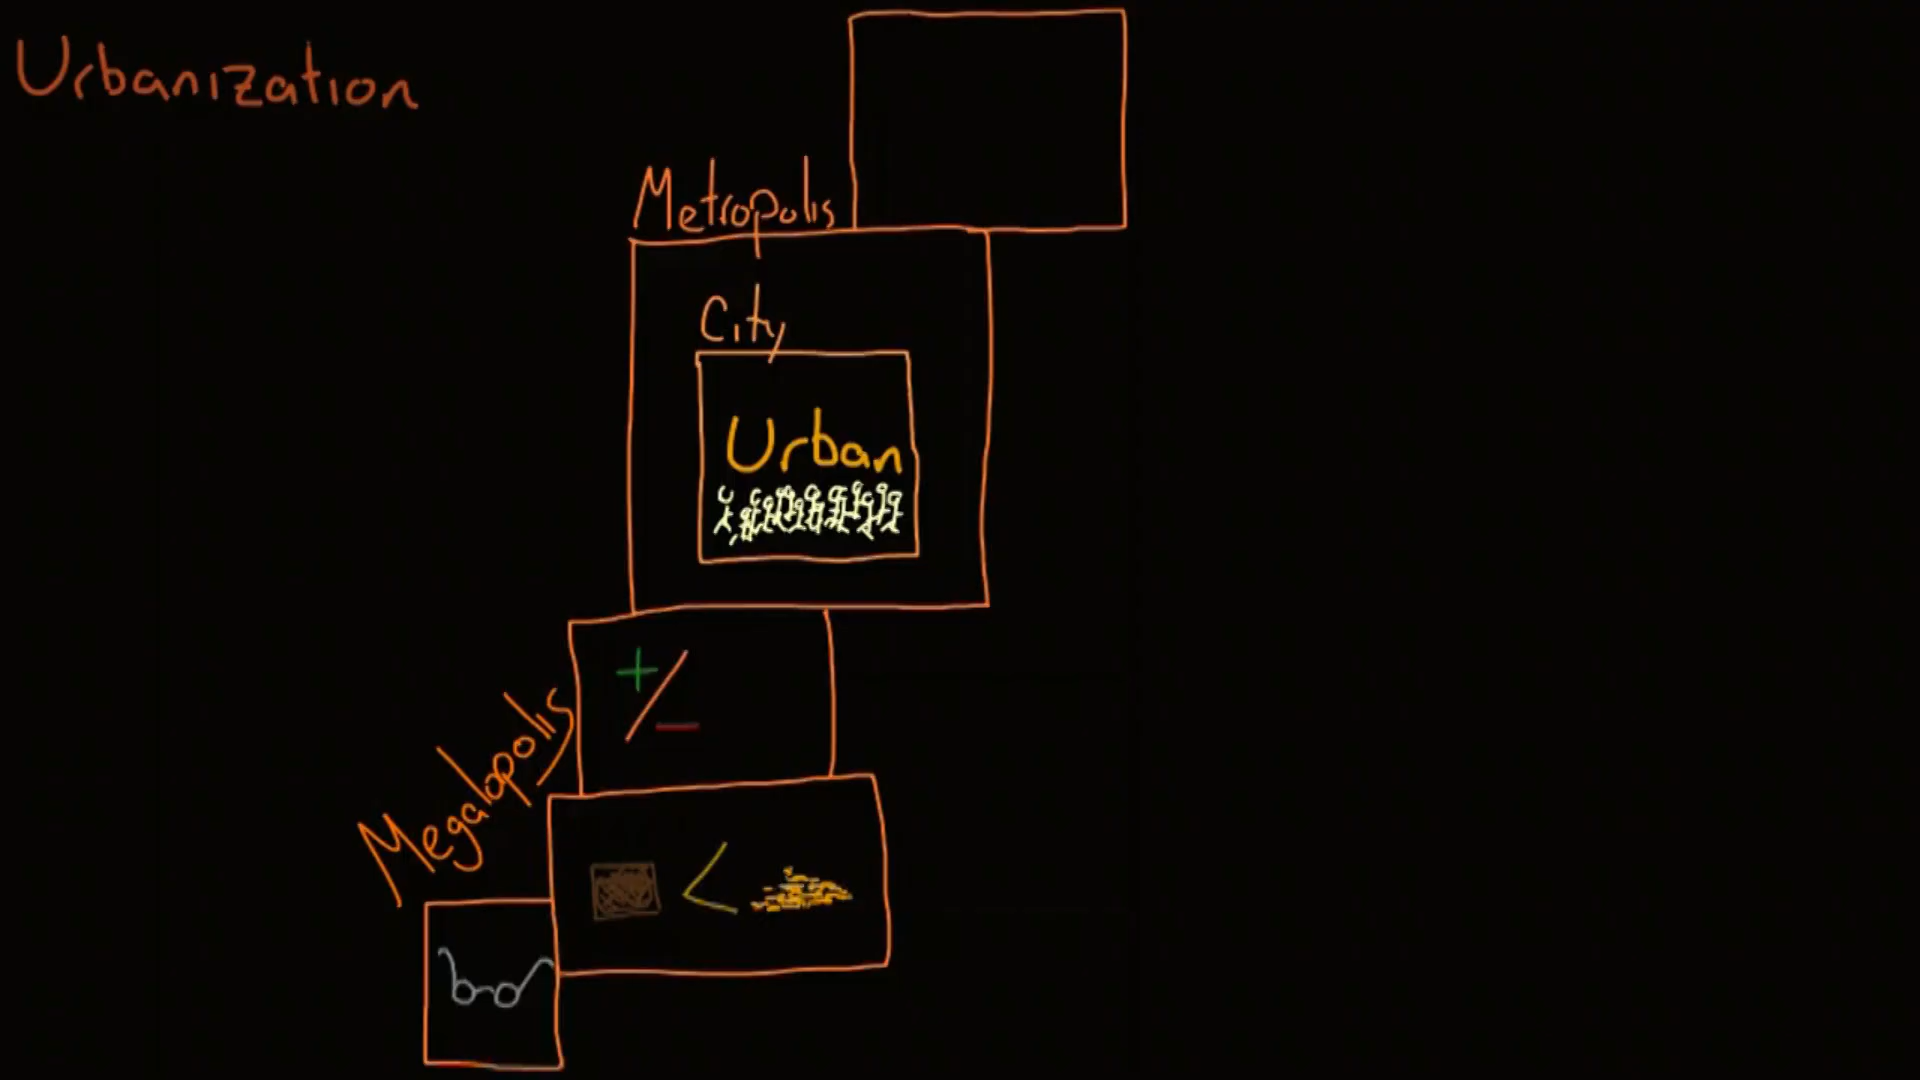 Urbanization
Metropolis
City
Urban
+/-
Megalopolis
<